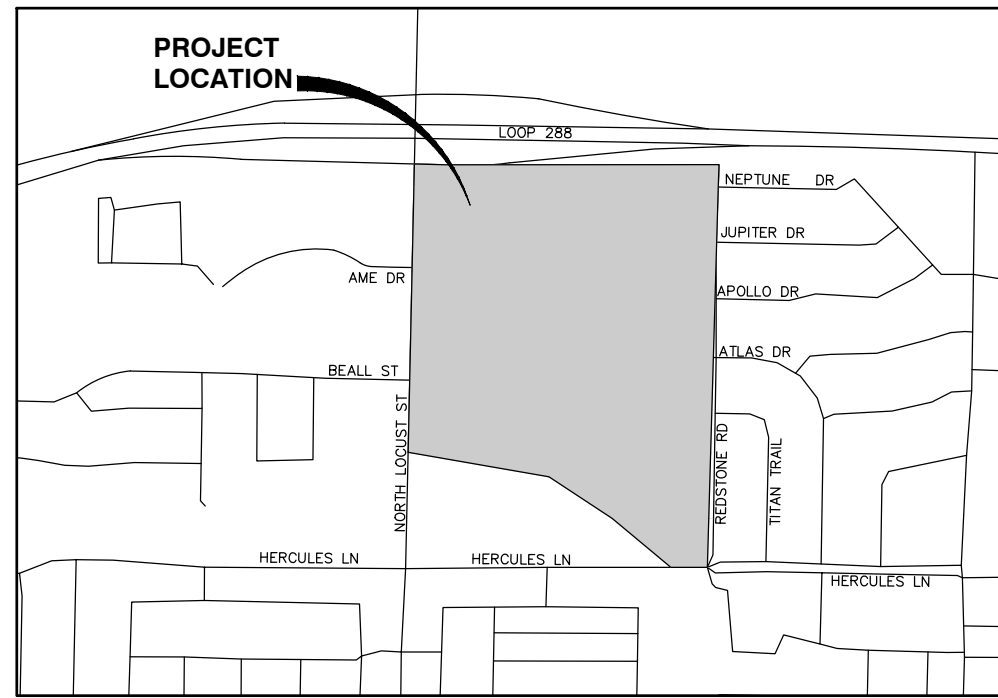 PROJECT
LOCATION
LOOP 288
NEPTUNE DR
JUPITER DR
AME DR
APOLLO DR
ATLAS DR
BEALL ST
NORTH LOCUST ST
REDSTONE RD
TITAN TRAIL
HERCULES LN
HERCULES LN
HERCULES LN